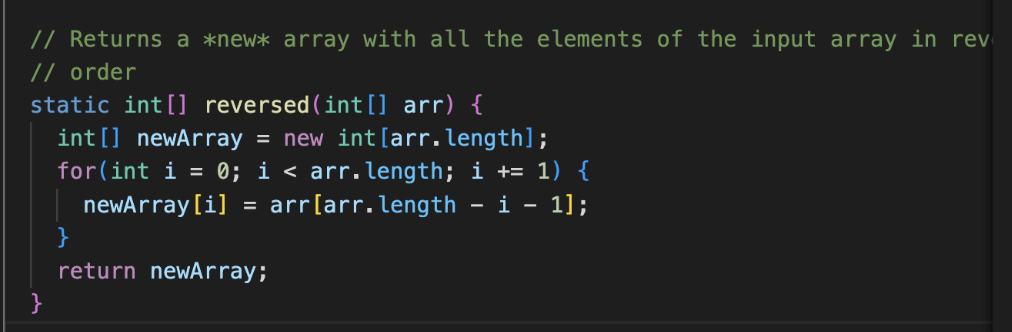 // Returns a *new* array with all the elements of the input array in
// order
static int[] reversed(int[] arr) {
  int[] newArray = new int[arr.length];
  for(int i = 0; i < arr.length; i += 1) {
    newArray[i] = arr[arr.length - i - 1];
  }
  return newArray;
}